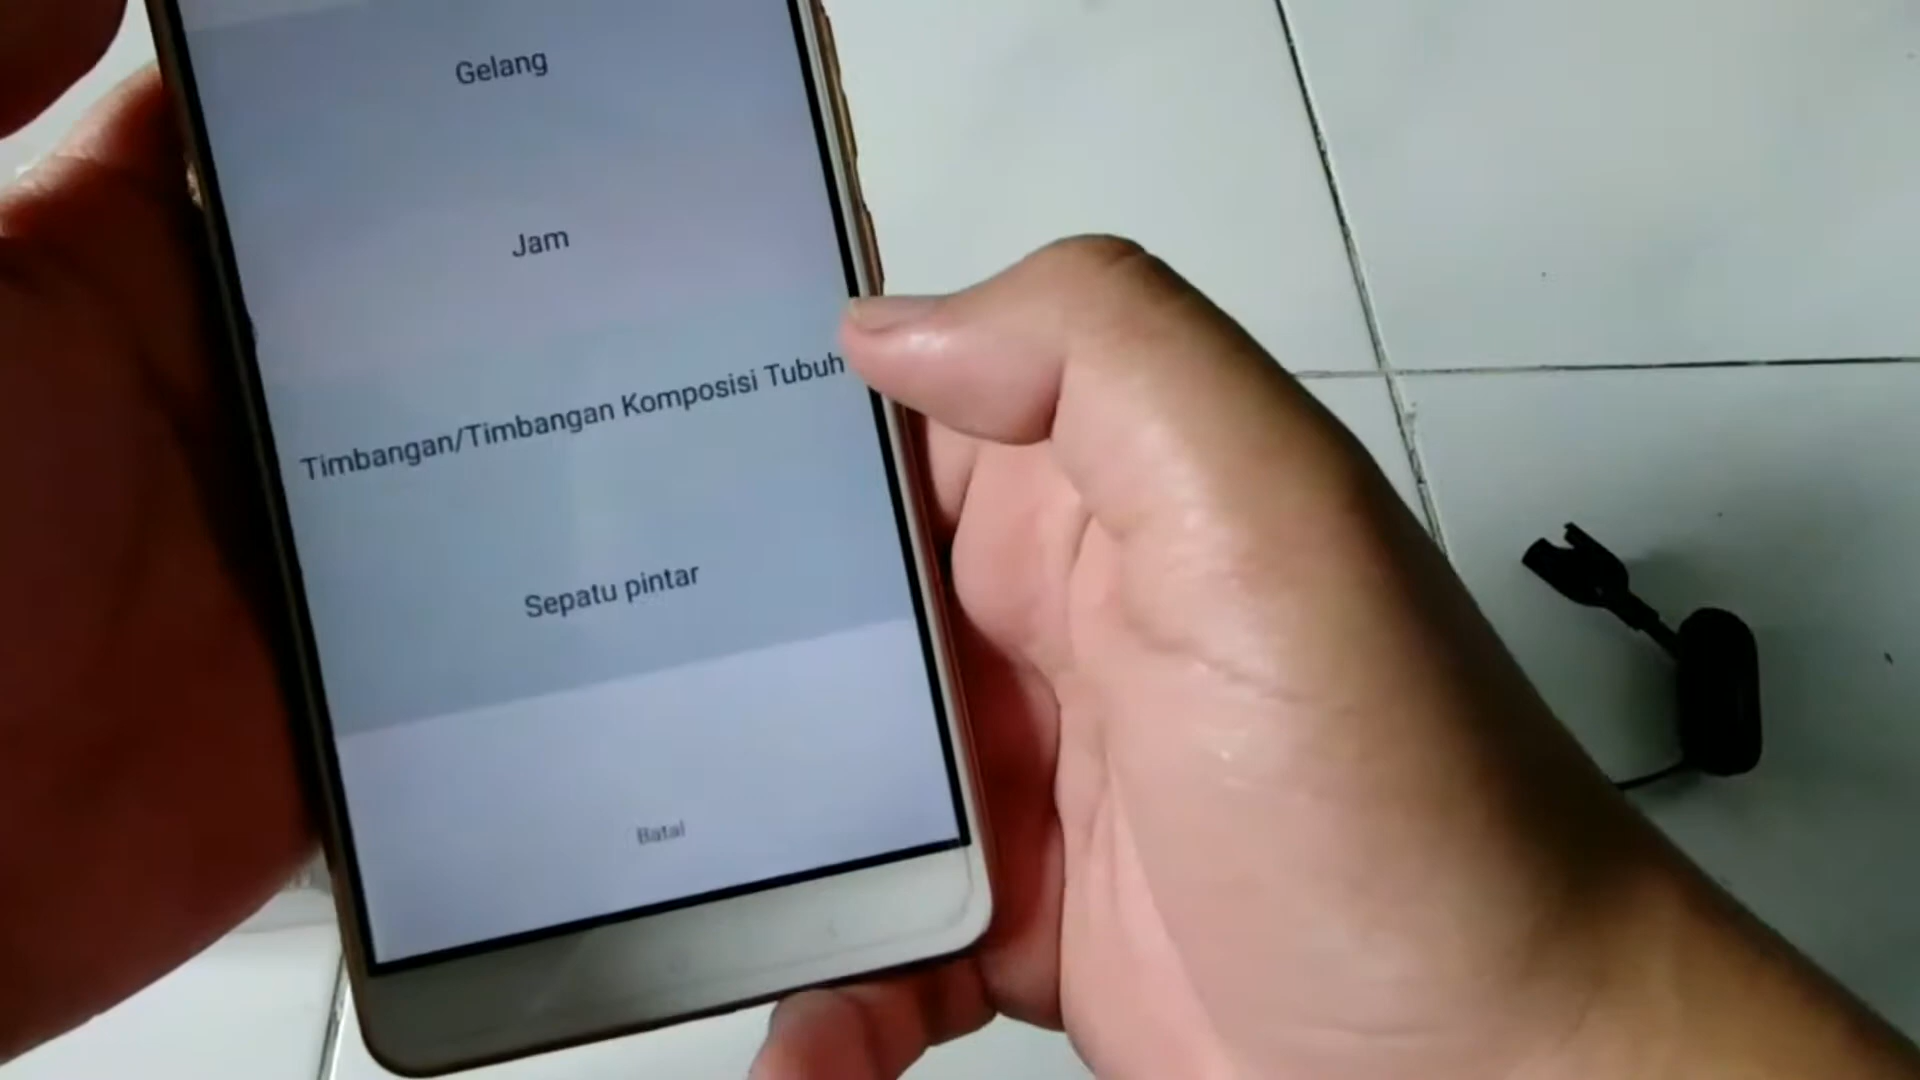 Gelang
Jam
Timbangan/Timbangan Komposisi Tubuh
Sepatu pintar
Batal